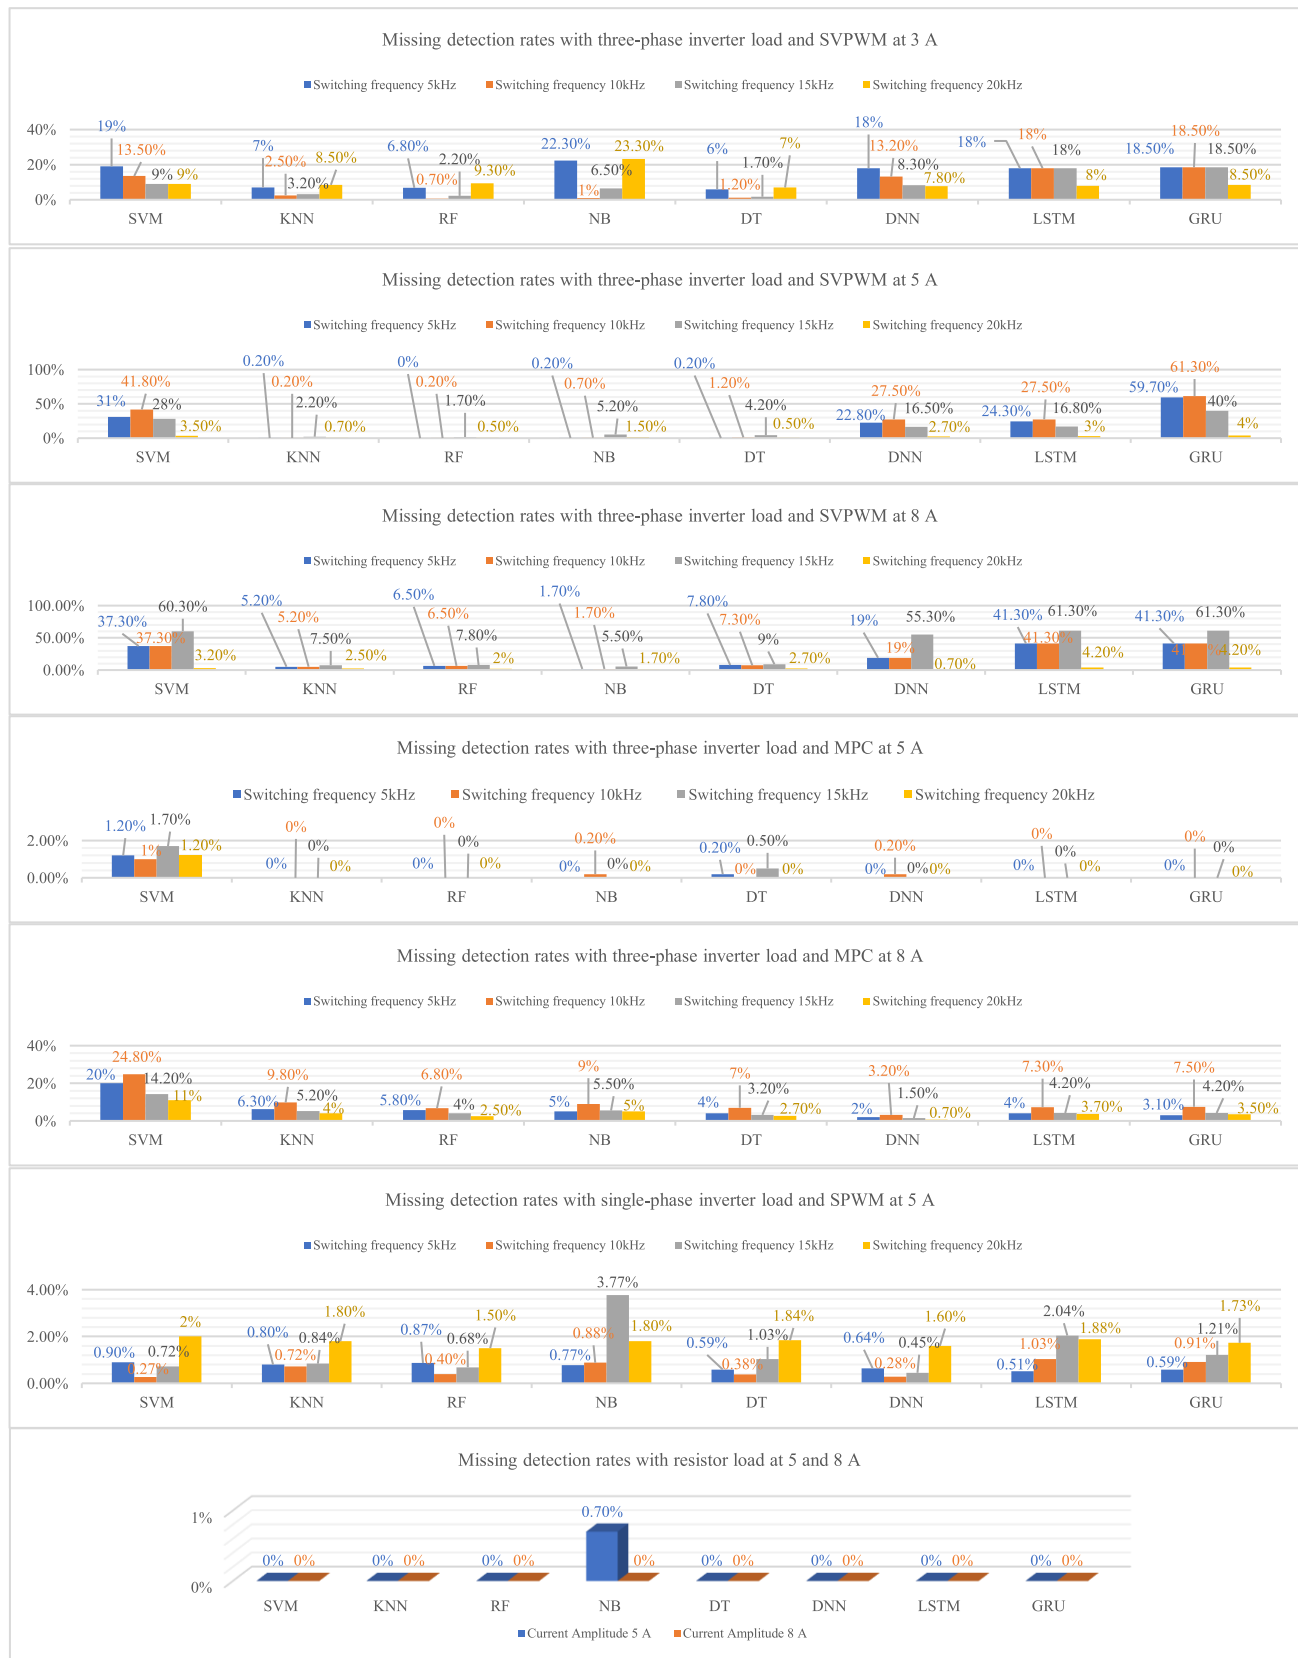 Missing detection rates with three-phase inverter load and SVPWM at 3 A
Switching frequency 5kHz Switching frequency 10kHz Switching frequency 15kHz Switching frequency 20kHz
40%
20%
0%
19% 13.50% 9% 9%
7% 2.50% 3.20% 8.50%
6.80% 0.70% 2.20% 9.30%
22.30% 1% 6.50% 23.30%
6% 1.20% 1.70% 7%
18% 13.20% 8.30% 7.80%
18% 18% 18% 8%
18.50% 18.50% 18.50% 8.50%
SVM KNN RF NB DT DNN LSTM GRU
Missing detection rates with three-phase inverter load and SVPWM at 5 A
Switching frequency 5kHz Switching frequency 10kHz Switching frequency 15kHz Switching frequency 20kHz
100%
50%
0%
31% 41.80% 28% 3.50%
0.20% 0.20% 2.20% 0.70%
0% 0.20% 1.70% 0.50%
0.20% 0.70% 5.20% 1.50%
0.20% 1.20% 4.20% 0.50%
22.80% 27.50% 16.50% 2.70%
24.30% 27.50% 16.80% 3%
59.70% 61.30% 40% 4%
SVM KNN RF NB DT DNN LSTM GRU
Missing detection rates with three-phase inverter load and SVPWM at 8 A
Switching frequency 5kHz Switching frequency 10kHz Switching frequency 15kHz Switching frequency 20kHz
100.00%
50.00%
0.00%
37.30% 37.30% 60.30% 3.20%
5.20% 5.20% 7.50% 2.50%
6.50% 6.50% 7.80% 2%
1.70% 1.70% 5.50% 1.70%
7.80% 7.30% 9% 2.70%
19% 19% 55.30% 0.70%
41.30% 41.30% 61.30% 4.20%
41.30% 61.30% 4.20%
SVM KNN RF NB DT DNN LSTM GRU
Missing detection rates with three-phase inverter load and MPC at 5 A
Switching frequency 5kHz Switching frequency 10kHz Switching frequency 15kHz Switching frequency 20kHz
2.00%
0.00%
1.20% 1% 1.70% 1.20%
0% 0% 0% 0%
0% 0% 0% 0%
0% 0.20% 0% 0%
0.20% 0% 0.50% 0%
0% 0.20% 0% 0%
0% 0% 0% 0%
0% 0% 0% 0%
SVM KNN RF NB DT DNN LSTM GRU
Missing detection rates with three-phase inverter load and MPC at 8 A
Switching frequency 5kHz Switching frequency 10kHz Switching frequency 15kHz Switching frequency 20kHz
40%
20%
0%
20% 24.80% 14.20% 11%
6.30% 9.80% 5.20% 4%
5.80% 6.80% 4% 2.50%
5% 9% 5.50% 5%
4% 7% 3.20% 2.70%
2% 3.20% 1.50% 0.70%
4% 7.30% 4.20% 3.70%
3.10% 7.50% 4.20% 3.50%
SVM KNN RF NB DT DNN LSTM GRU
Missing detection rates with single-phase inverter load and SPWM at 5 A
Switching frequency 5kHz Switching frequency 10kHz Switching frequency 15kHz Switching frequency 20kHz
4.00%
2.00%
0.00%
0.90% 0.27% 0.72% 2%
0.80% 0.72% 0.84% 1.80%
0.87% 0.40% 0.68% 1.50%
0.77% 0.88% 3.77% 1.80%
0.59% 0.38% 1.03% 1.84%
0.64% 0.28% 0.45% 1.60%
0.51% 1.03% 2.04% 1.88%
0.59% 0.91% 1.21% 1.73%
SVM KNN RF NB DT DNN LSTM GRU
Missing detection rates with resistor load at 5 and 8 A
1%
0%
0% 0% 0% 0% 0% 0% 0.70% 0% 0% 0% 0% 0% 0% 0% 0% 0%
SVM KNN RF NB DT DNN LSTM GRU
Current Amplitude 5 A Current Amplitude 8 A